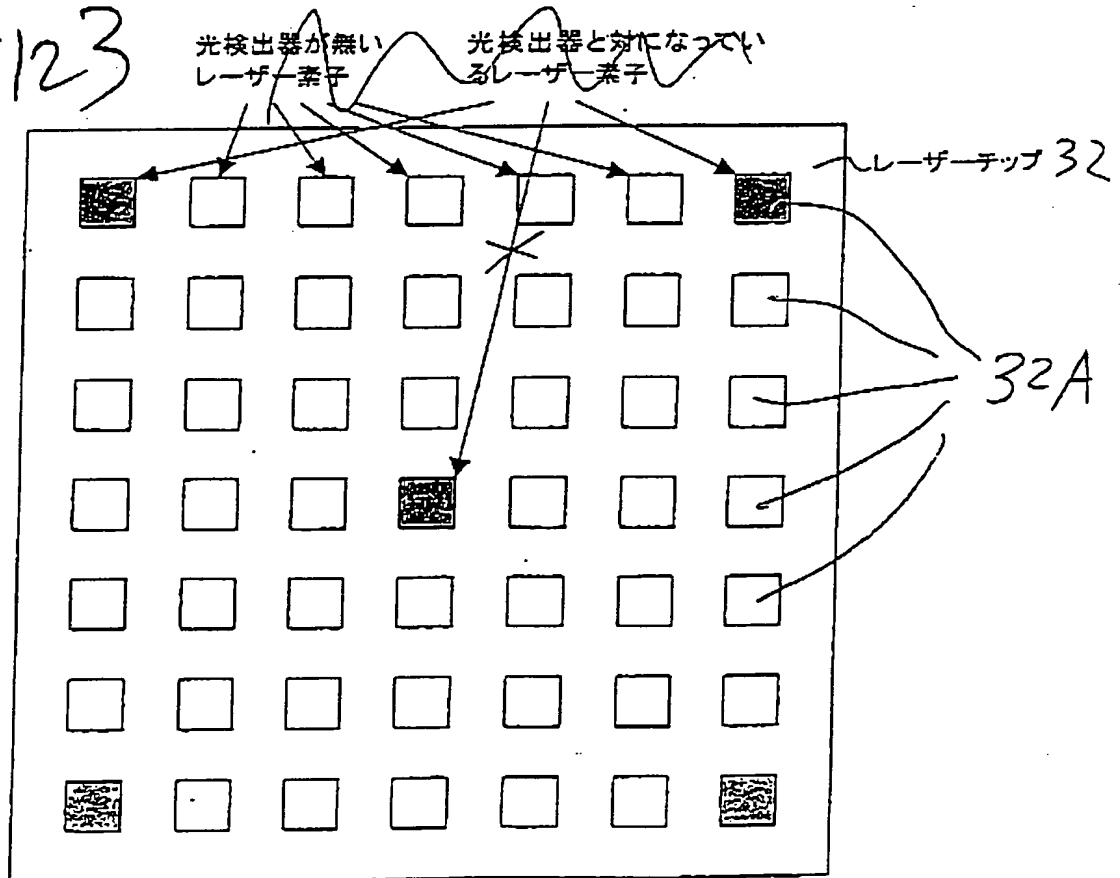 123
光検出器が無い
レーザー素子
光検出器と対になってい
るレーザー素子
レーザーチップ 32
32A